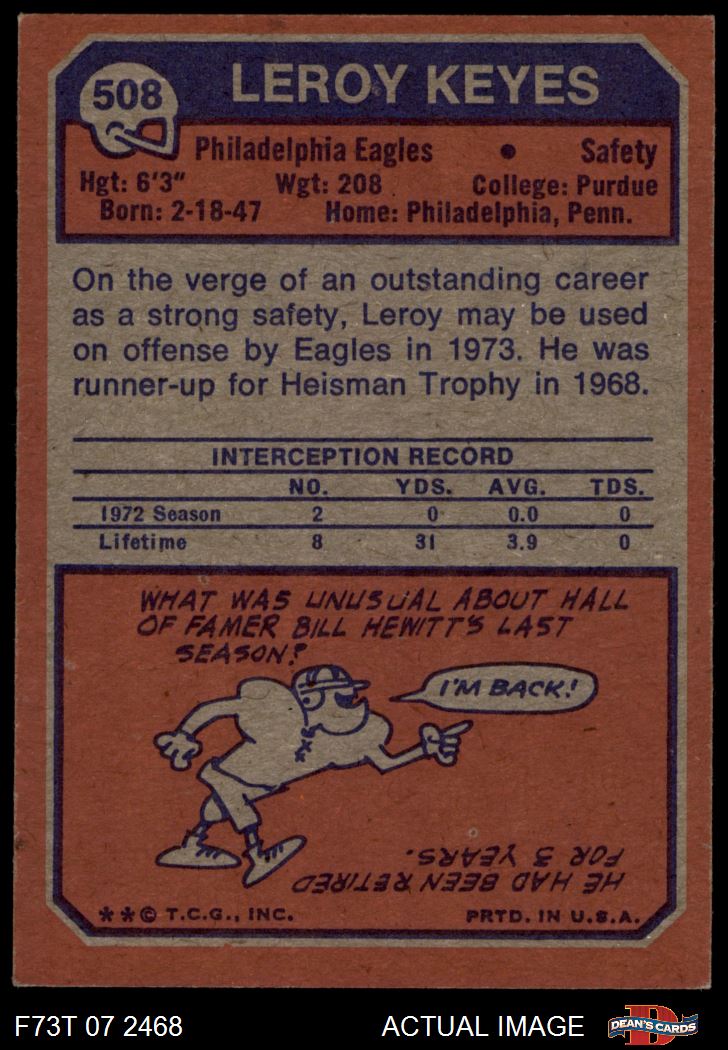 508
LEROY KEYES
Philadelphia Eagles • Safety
Hgt: 6'3" Wgt: 208 College: Purdue
Born: 2-18-47 Home: Philadelphia, Penn.
On the verge of an outstanding career
as a strong safety, Leroy may be used
on offense by Eagles in 1973. He was
runner-up for Heisman Trophy in 1968.
INTERCEPTION RECORD
NO. YDS. AVG. TDS.
1972 Season 2 0 0.0 0
Lifetime 8 31 3.9 0
WHAT WAS UNUSUAL ABOUT HALL
OF FAMER BILL HEWITT'S LAST
SEASON?
I'M BACK!
HE HAD BEEN RETIRED
FOR 3 YEARS.
**© T.C.G., INC. PRTD. IN U.S.A.
F73T 07 2468 ACTUAL IMAGE
D
DEAN'S CARDS